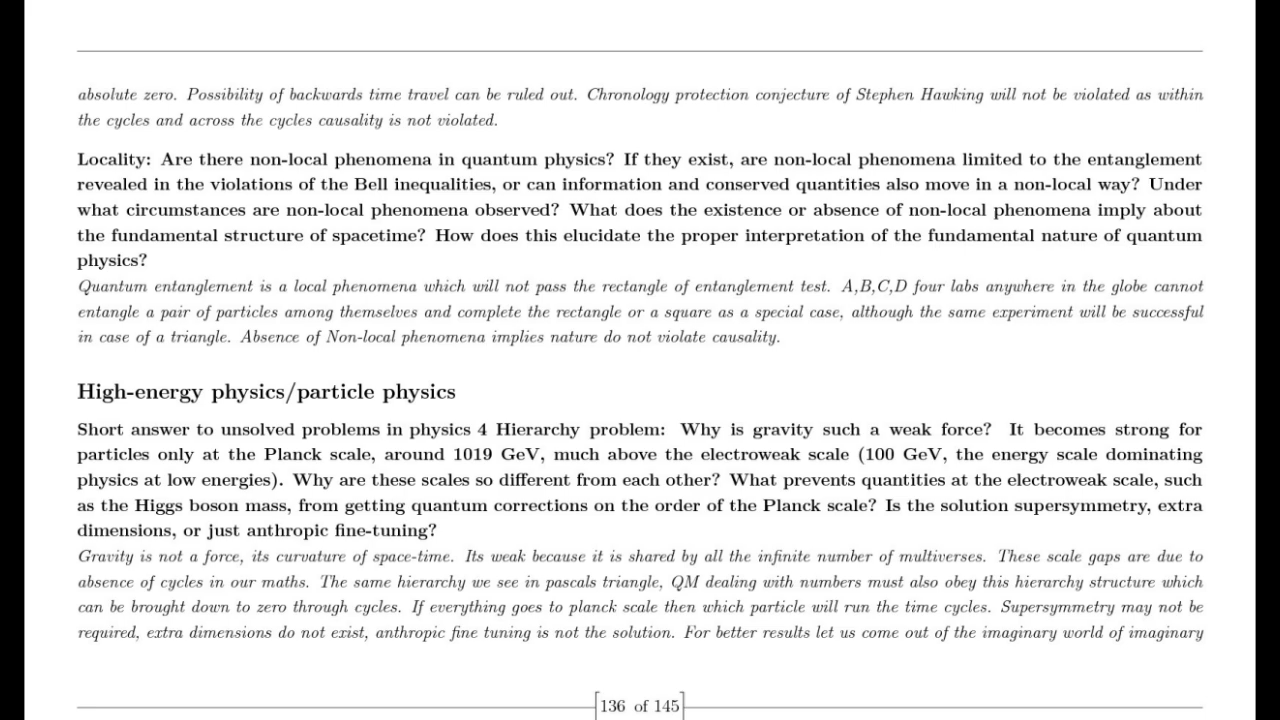 absolute zero. Possibility of backwards time travel can be ruled out. Chronology protection conjecture of Stephen Hawking will not be violated as within
the cycles and across the cycles causality is not violated.
Locality: Are there non-local phenomena in quantum physics? If they exist, are non-local phenomena limited to the entanglement
revealed in the violations of the Bell inequalities, or can information and conserved quantities also move in a non-local way? Under
what circumstances are non-local phenomena observed? What does the existence or absence of non-local phenomena imply about
the fundamental structure of spacetime? How does this elucidate the proper interpretation of the fundamental nature of quantum
physics?
Quantum entanglement is a local phenomena which will not pass the rectangle of entanglement test. A,B,C,D four labs anywhere in the globe cannot
entangle a pair of particles among themselves and complete the rectangle or a square as a special case, although the same experiment will be successful
in case of a triangle. Absence of Non-local phenomena implies nature do not violate causality.
High-energy physics/particle physics
Short answer to unsolved problems in physics 4 Hierarchy problem: Why is gravity such a weak force? It becomes strong for
particles only at the Planck scale, around 1019 GeV, much above the electroweak scale (100 GeV, the energy scale dominating
physics at low energies). Why are these scales so different from each other? What prevents quantities at the electroweak scale, such
as the Higgs boson mass, from getting quantum corrections on the order of the Planck scale? Is the solution supersymmetry, extra
dimensions, or just anthropic fine-tuning?
Gravity is not a force, its curvature of space-time. Its weak because it is shared by all the infinite number of multiverses. These scale gaps are due to
absence of cycles in our maths. The same hierarchy we see in pascals triangle, QM dealing with numbers must also obey this hierarchy structure which
can be brought down to zero through cycles. If everything goes to planck scale then which particle will run the time cycles. Supersymmetry may not be
required, extra dimensions do not exist, anthropic fine tuning is not the solution. For better results let us come out of the imaginary world of imaginary
136 of 145